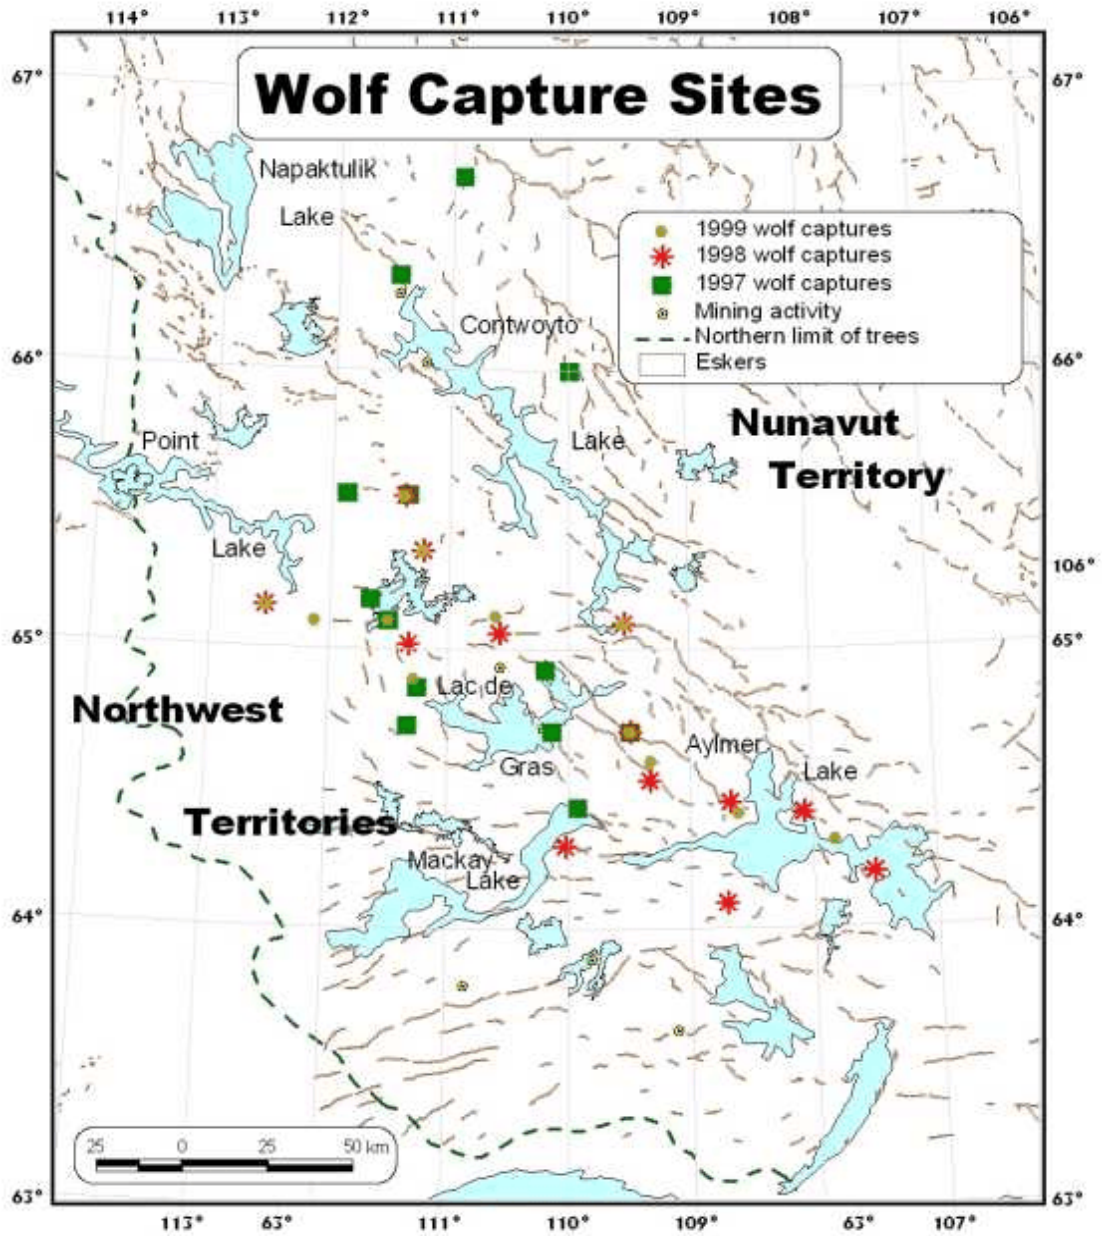 114° 113° 112° 111° 110° 109° 108° 107° 106°
67° 67°
Wolf Capture Sites
Napaktulik
Lake
1999 wolf captures
1998 wolf captures
1997 wolf captures
Mining activity
Northern limit of trees
Eskers
Contwoyto
66° 66°
Nunavut
Territory
Point
Lake
Lake
106°
65° 65°
Lac de
Gras
Northwest
Territories
Aylmer
Lake
Mackay
Lake
64° 64°
25 0 25 50 km
63° 63°
113° 63° 111° 110° 109° 63° 107°